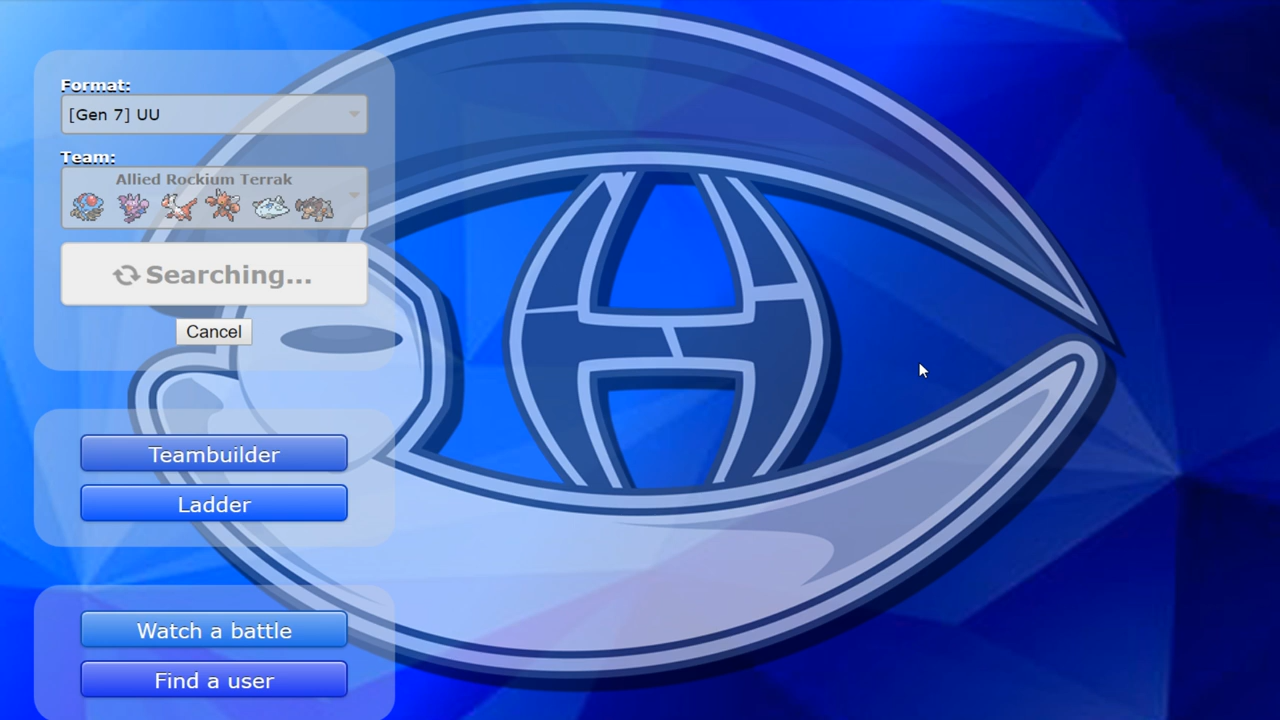 Format:
[Gen 7] UU
Team:
Allied Rockium Terrak
Searching...
Cancel
Teambuilder
Ladder
Watch a battle
Find a user
H